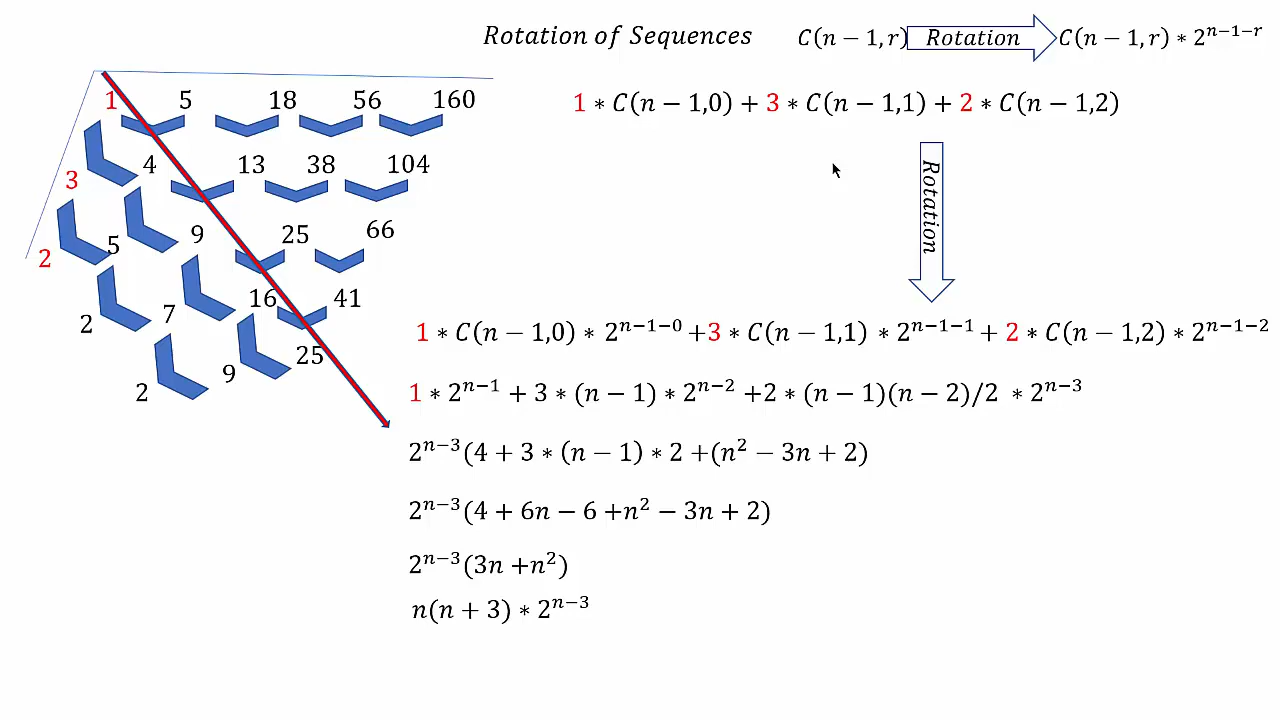 Rotation of Sequences C(n − 1, r) Rotation C(n − 1, r) ∗ 2^{n−1−r}
1 5 18 56 160
1 ∗ C(n − 1,0) + 3 ∗ C(n − 1,1) + 2 ∗ C(n − 1,2)
4 13 38 104
3
Rotation
9 25 66
5
2
16 41
2 7
25
9
2
1 ∗ C(n − 1,0) ∗ 2^{n−1−0} +3 ∗ C(n − 1,1) ∗ 2^{n−1−1} + 2 ∗ C(n − 1,2) ∗ 2^{n−1−2}
1 ∗ 2^{n−1} + 3 ∗ (n − 1) ∗ 2^{n−2} +2 ∗ (n − 1)(n − 2)/2 ∗ 2^{n−3}
2^{n−3}(4 + 3 ∗ (n − 1) ∗ 2 +(n² − 3n + 2)
2^{n−3}(4 + 6n − 6 +n² − 3n + 2)
2^{n−3}(3n +n²)
n(n + 3) ∗ 2^{n−3}